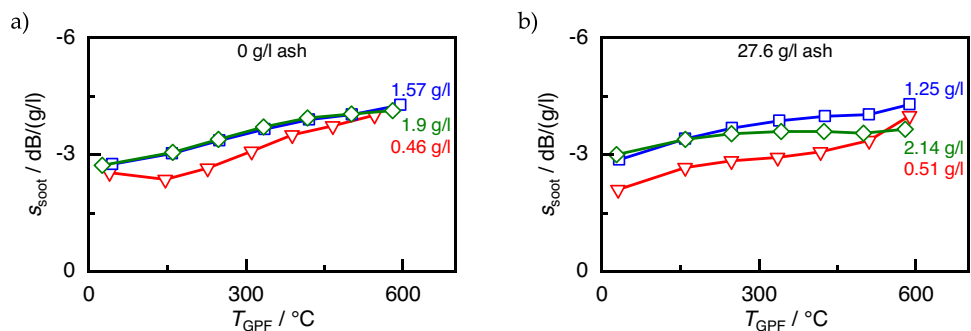 a)
-6
0 g/l ash
1.57 g/l
1.9 g/l
0.46 g/l
-3
0
s_soot / dB/(g/l)
0 300 600
T_GPF / °C
b)
-6
27.6 g/l ash
1.25 g/l
2.14 g/l
0.51 g/l
-3
0
s_soot / dB/(g/l)
0 300 600
T_GPF / °C